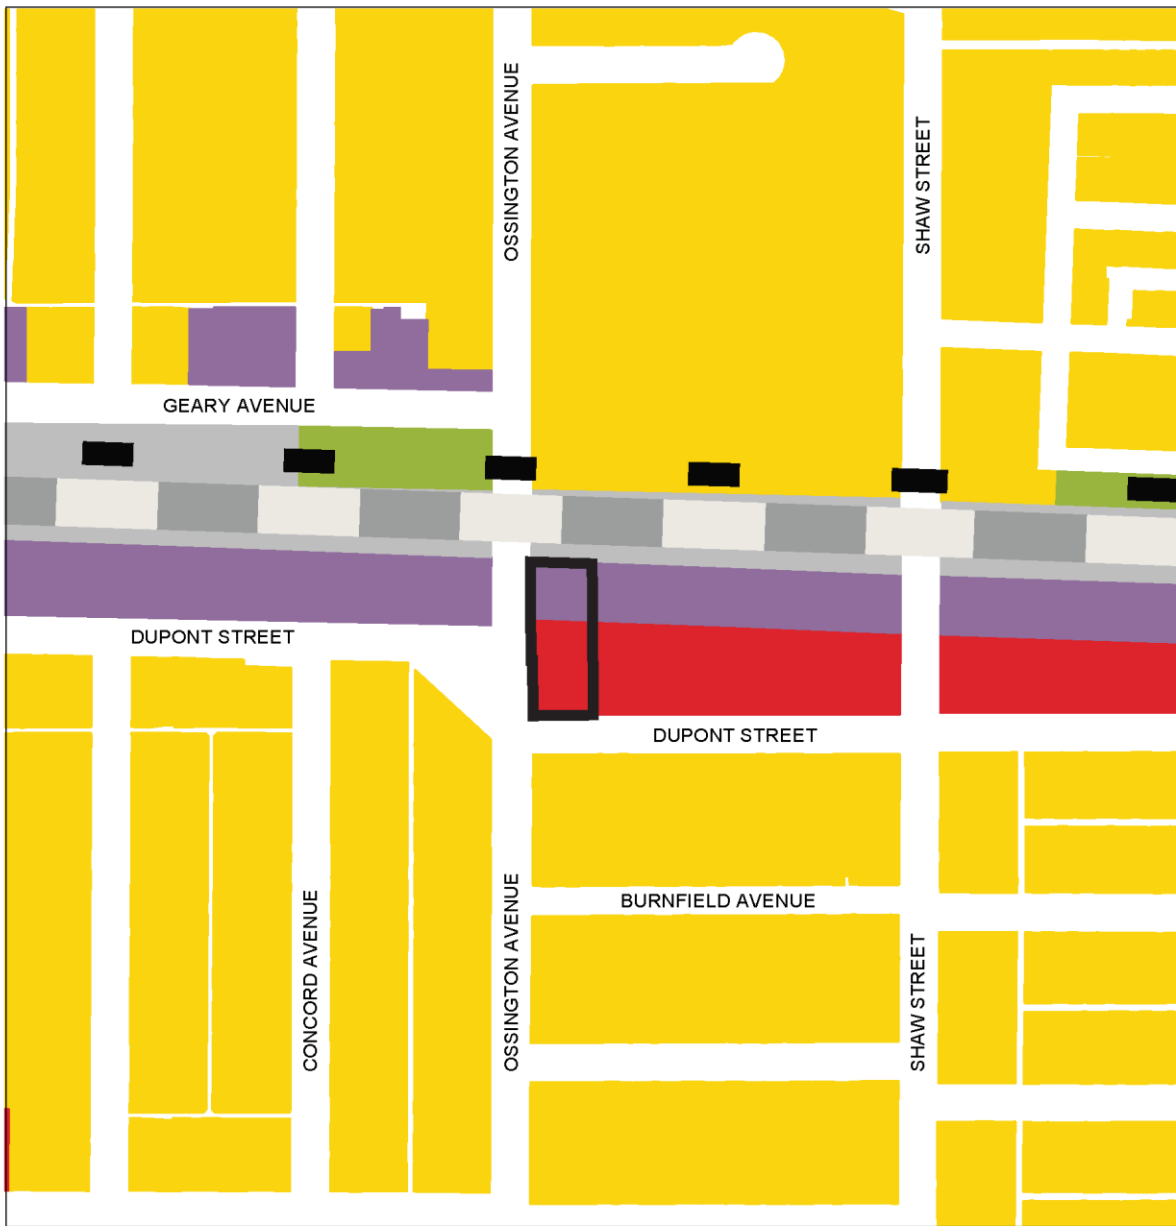 OSSINGTON AVENUE
SHAW STREET
GEARY AVENUE
DUPONT STREET
DUPONT STREET
CONCORD AVENUE
OSSINGTON AVENUE
BURNFIELD AVENUE
SHAW STREET